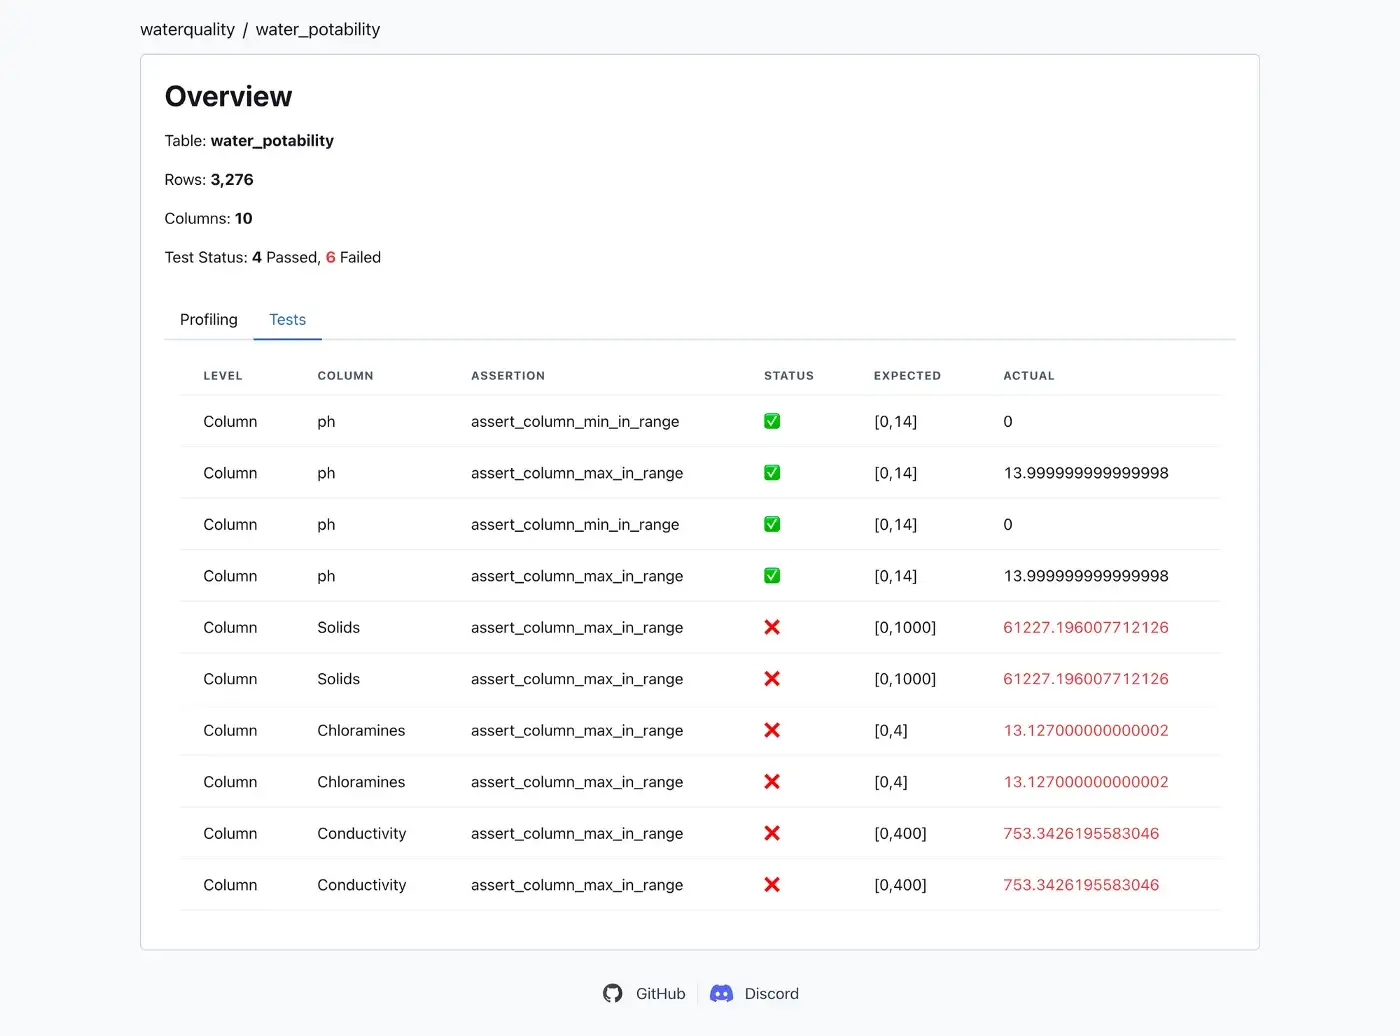 waterquality / water_potability
Overview
Table: water_potability
Rows: 3,276
Columns: 10
Test Status: 4 Passed, 6 Failed
Profiling Tests
LEVEL COLUMN ASSERTION STATUS EXPECTED ACTUAL
Column ph assert_column_min_in_range ✅ [0,14] 0
Column ph assert_column_max_in_range ✅ [0,14] 13.999999999999998
Column ph assert_column_min_in_range ✅ [0,14] 0
Column ph assert_column_max_in_range ✅ [0,14] 13.999999999999998
Column Solids assert_column_max_in_range ❌ [0,1000] 61227.196007712126
Column Solids assert_column_max_in_range ❌ [0,1000] 61227.196007712126
Column Chloramines assert_column_max_in_range ❌ [0,4] 13.127000000000002
Column Chloramines assert_column_max_in_range ❌ [0,4] 13.127000000000002
Column Conductivity assert_column_max_in_range ❌ [0,400] 753.3426195583046
Column Conductivity assert_column_max_in_range ❌ [0,400] 753.3426195583046
GitHub Discord